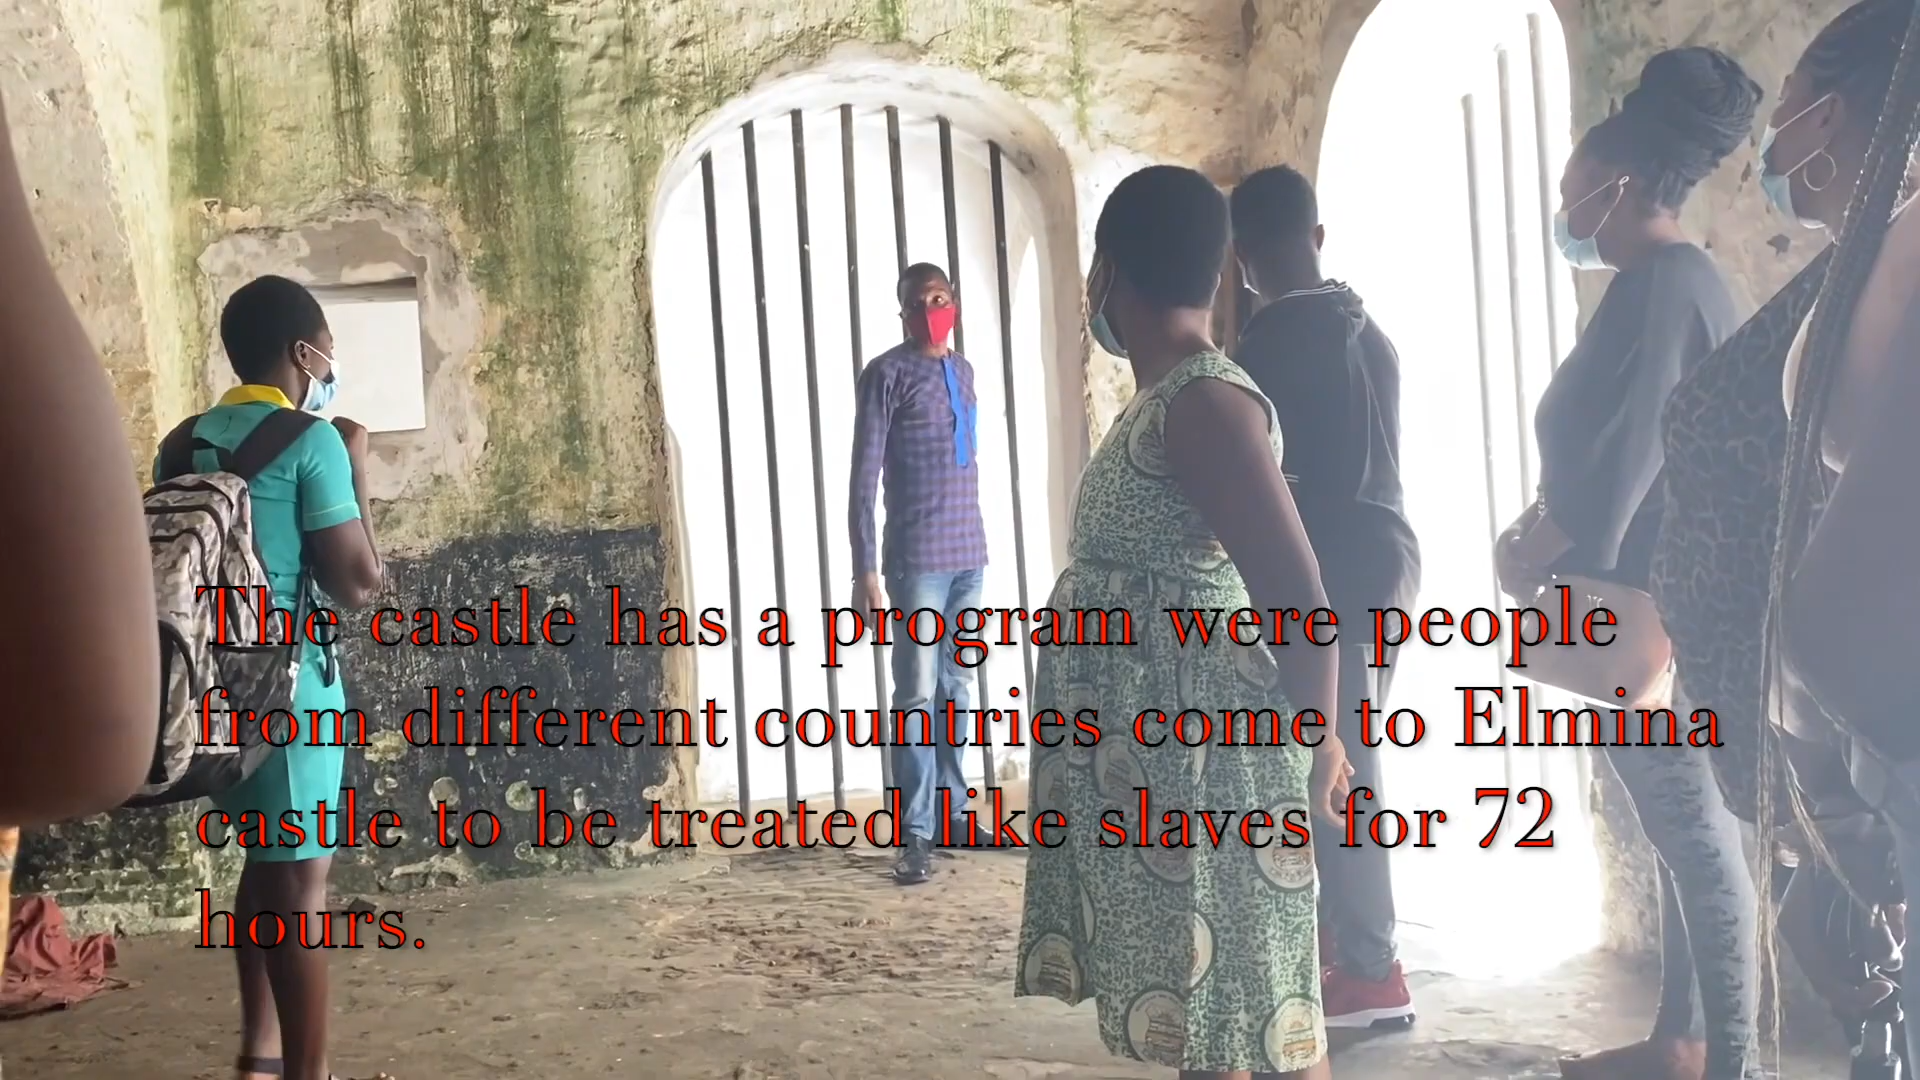 The castle has a program were people
from different countries come to Elmina
castle to be treated like slaves for 72
hours.